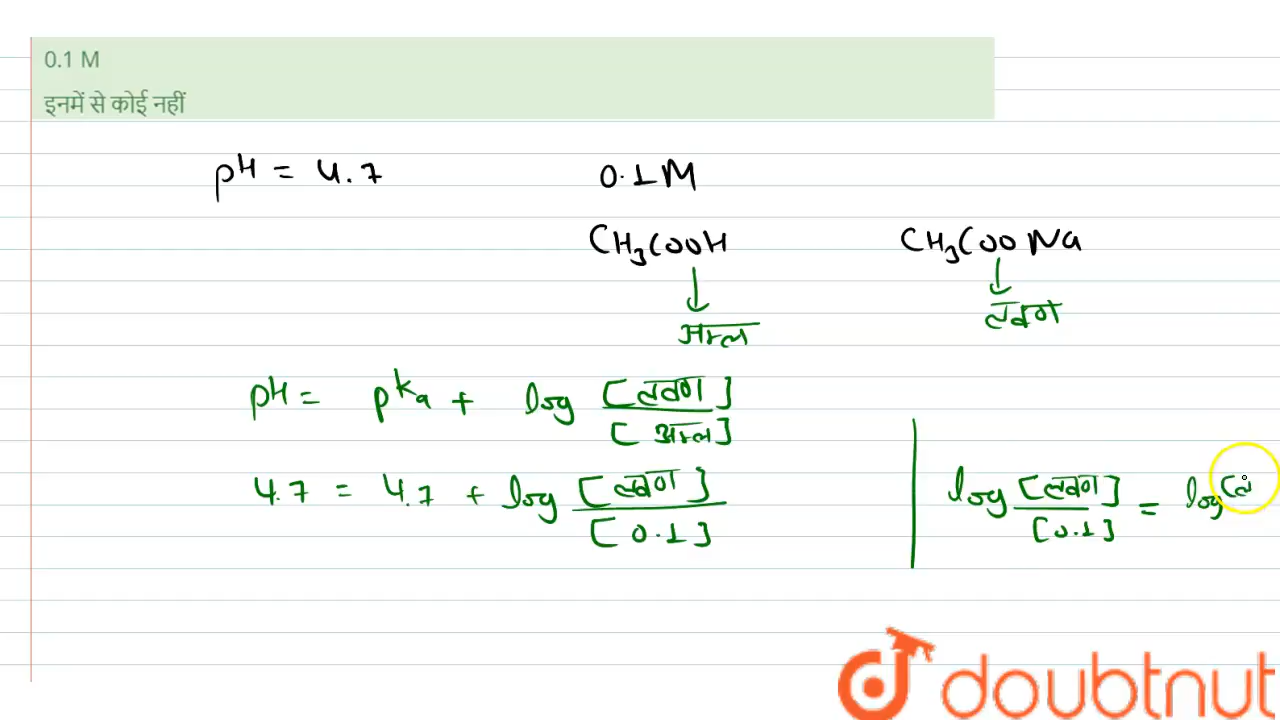 0.1 M
इनमें से कोई नहीं
pH = 4.7 0.1M
CH3COOH CH3COONa
↓ ↓
अम्ल लवण
pH = pKa + log [लवण] / [अम्ल]
4.7 = 4.7 + log [लवण] / [0.1]
log [लवण] / [0.1] = log
doubtnut